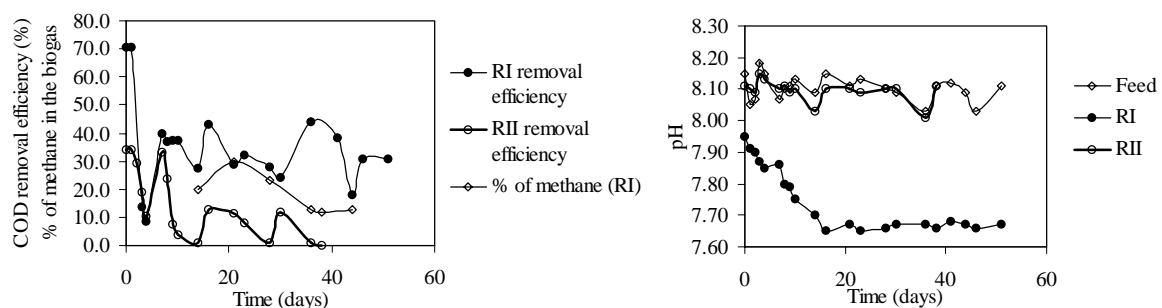 COD removal efficiency (%)
% of methane in the biogas
80.0
70.0
60.0
50.0
40.0
30.0
20.0
10.0
0.0
0
20
40
60
Time (days)
RI removal
efficiency
RII removal
efficiency
% of methane (RI)
pH
8.20
8.10
8.00
7.90
7.80
7.70
7.60
0
20
40
60
Time (days)
Feed
RI
RII